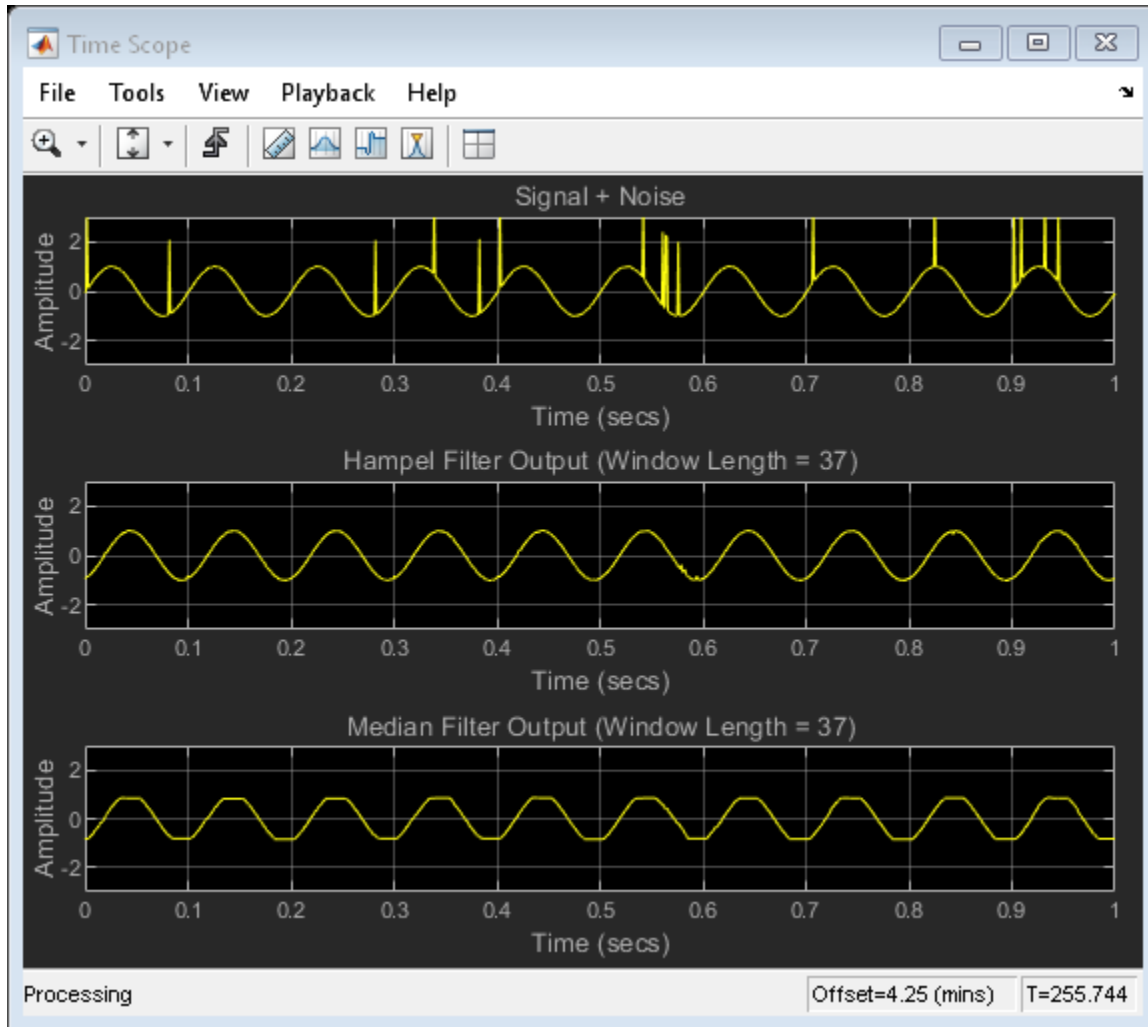 Time Scope
File Tools View Playback Help
Signal + Noise
Amplitude
2
0
-2
0 0.1 0.2 0.3 0.4 0.5 0.6 0.7 0.8 0.9 1
Time (secs)
Hampel Filter Output (Window Length = 37)
Amplitude
2
0
-2
0 0.1 0.2 0.3 0.4 0.5 0.6 0.7 0.8 0.9 1
Time (secs)
Median Filter Output (Window Length = 37)
Amplitude
2
0
-2
0 0.1 0.2 0.3 0.4 0.5 0.6 0.7 0.8 0.9 1
Time (secs)
Processing Offset=4.25 (mins) T=255.744